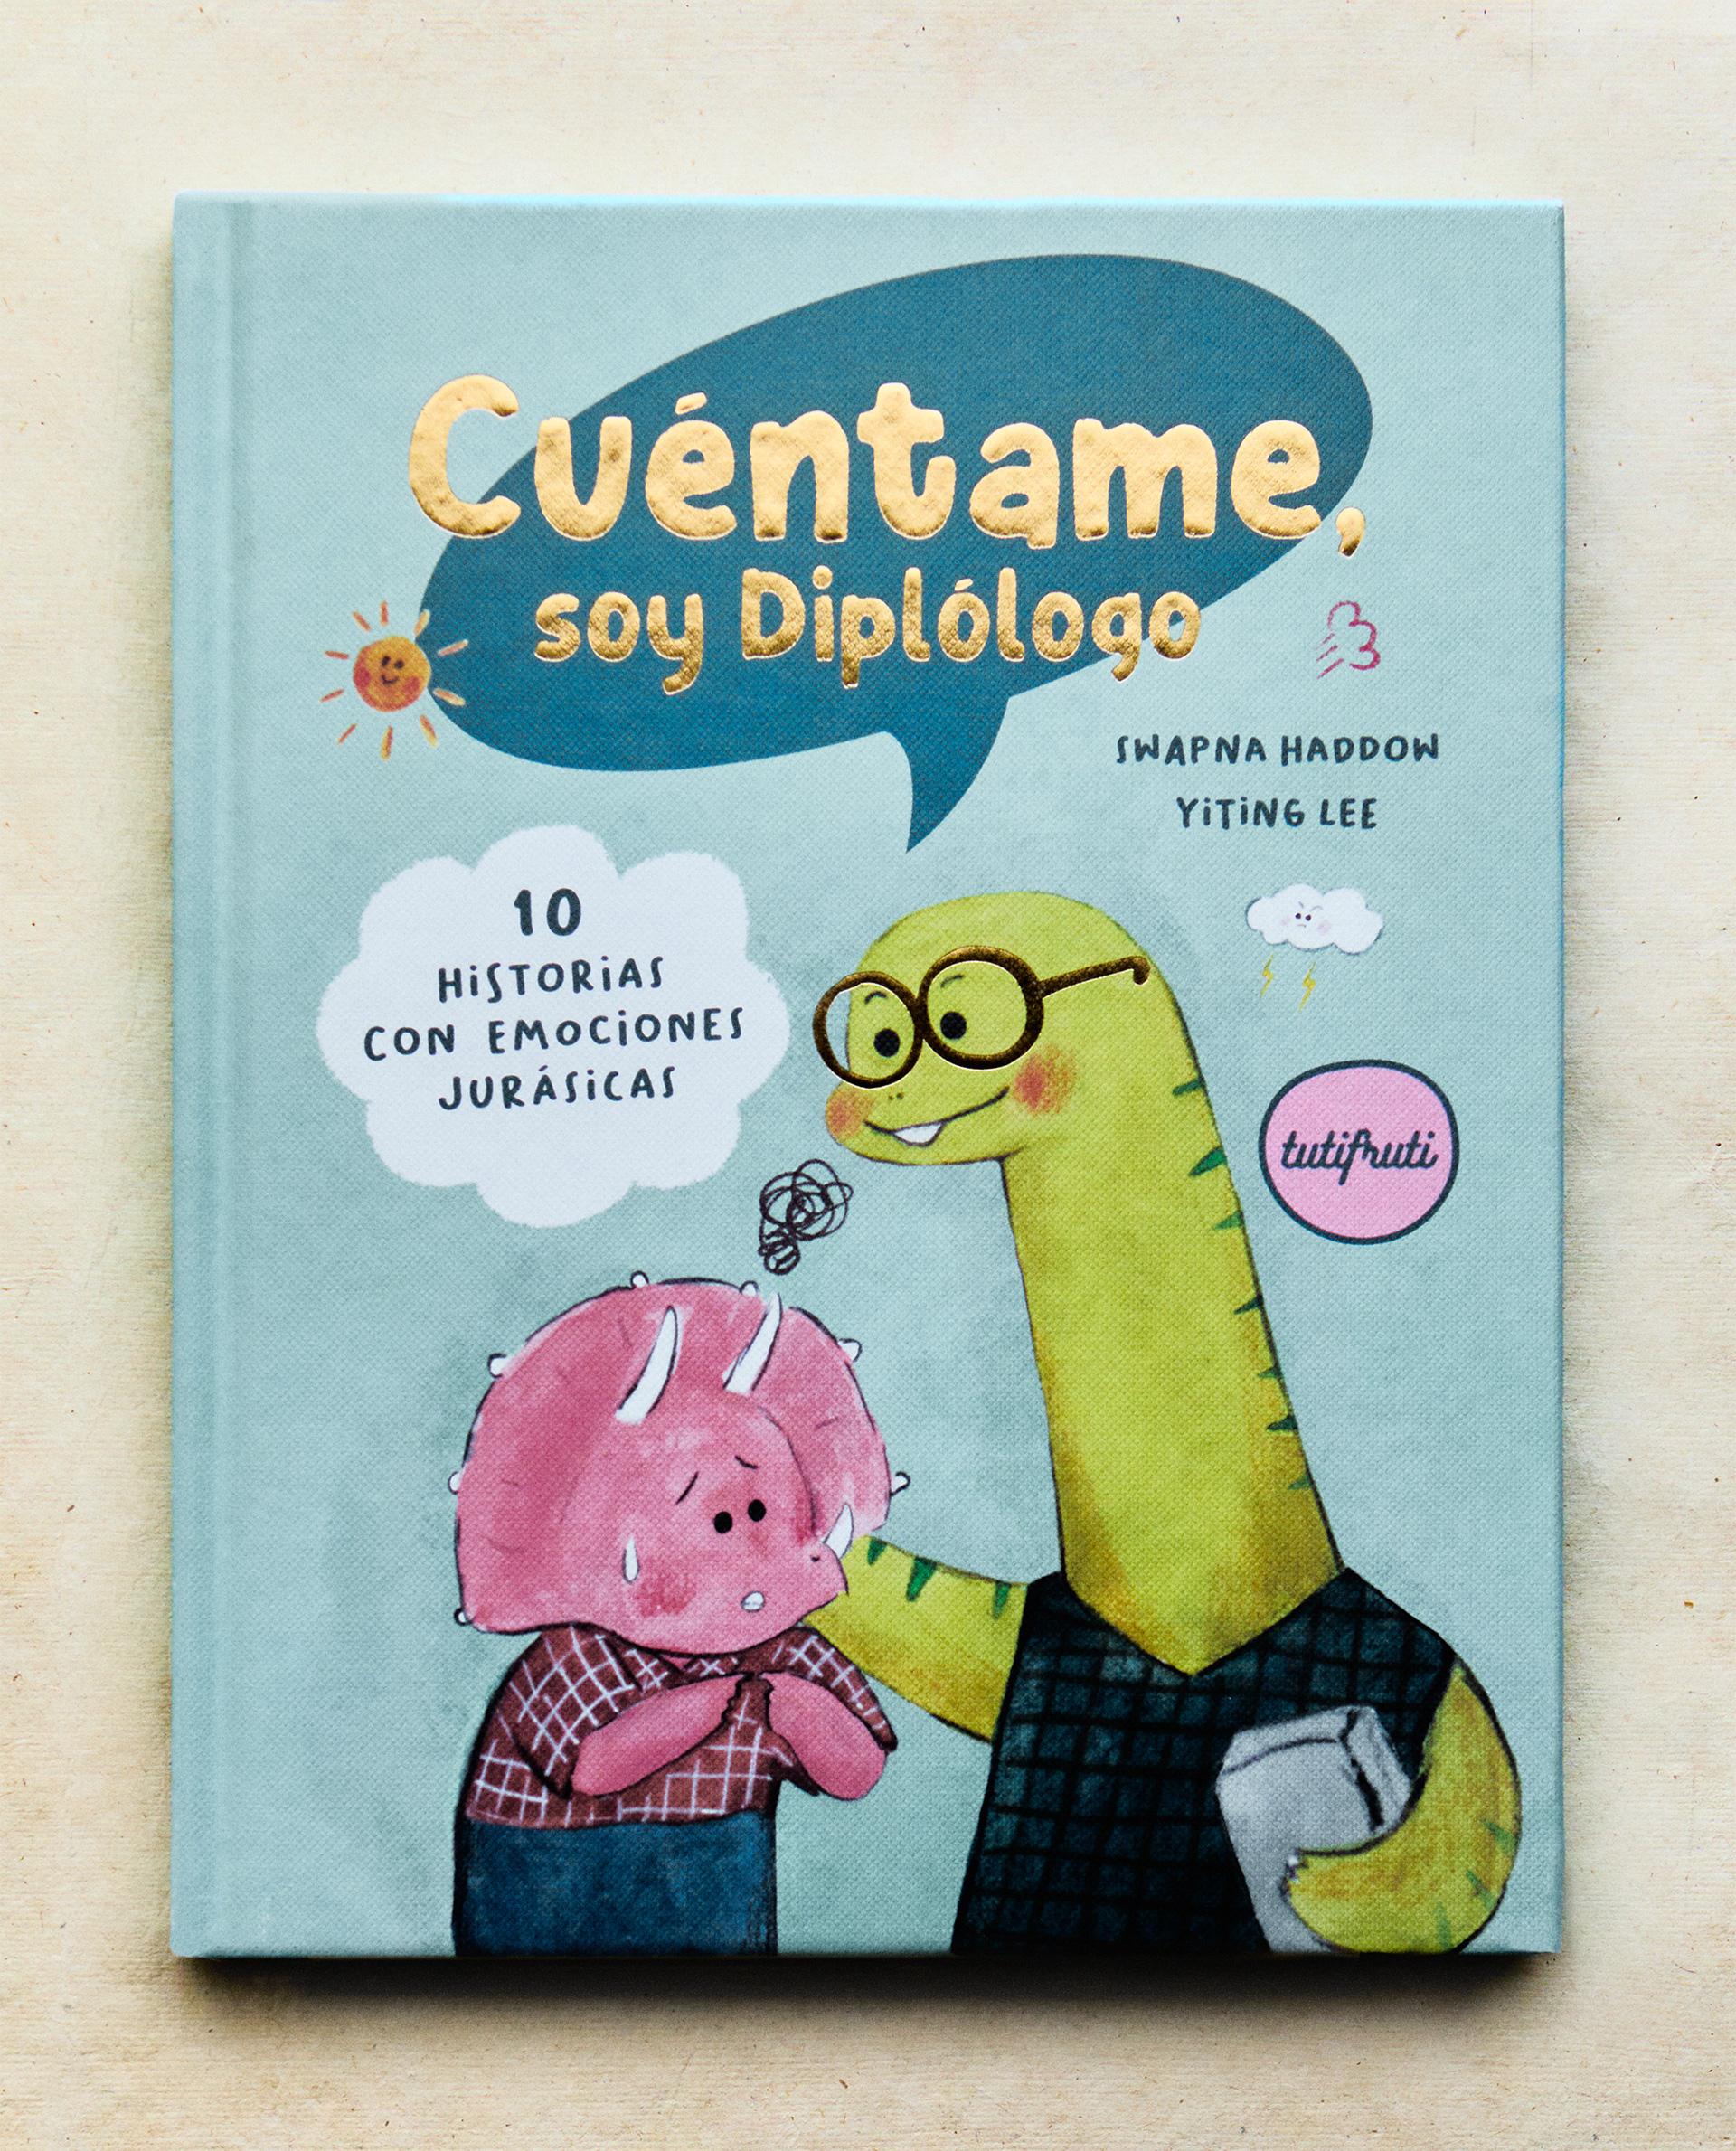 Cuéntame,
soy Diplólogo
SWAPNA HADDOW
YiTiNG LEE
10
HiSTORiAS
CON EMOCiONES
JURÁSiCAS
tutifruti